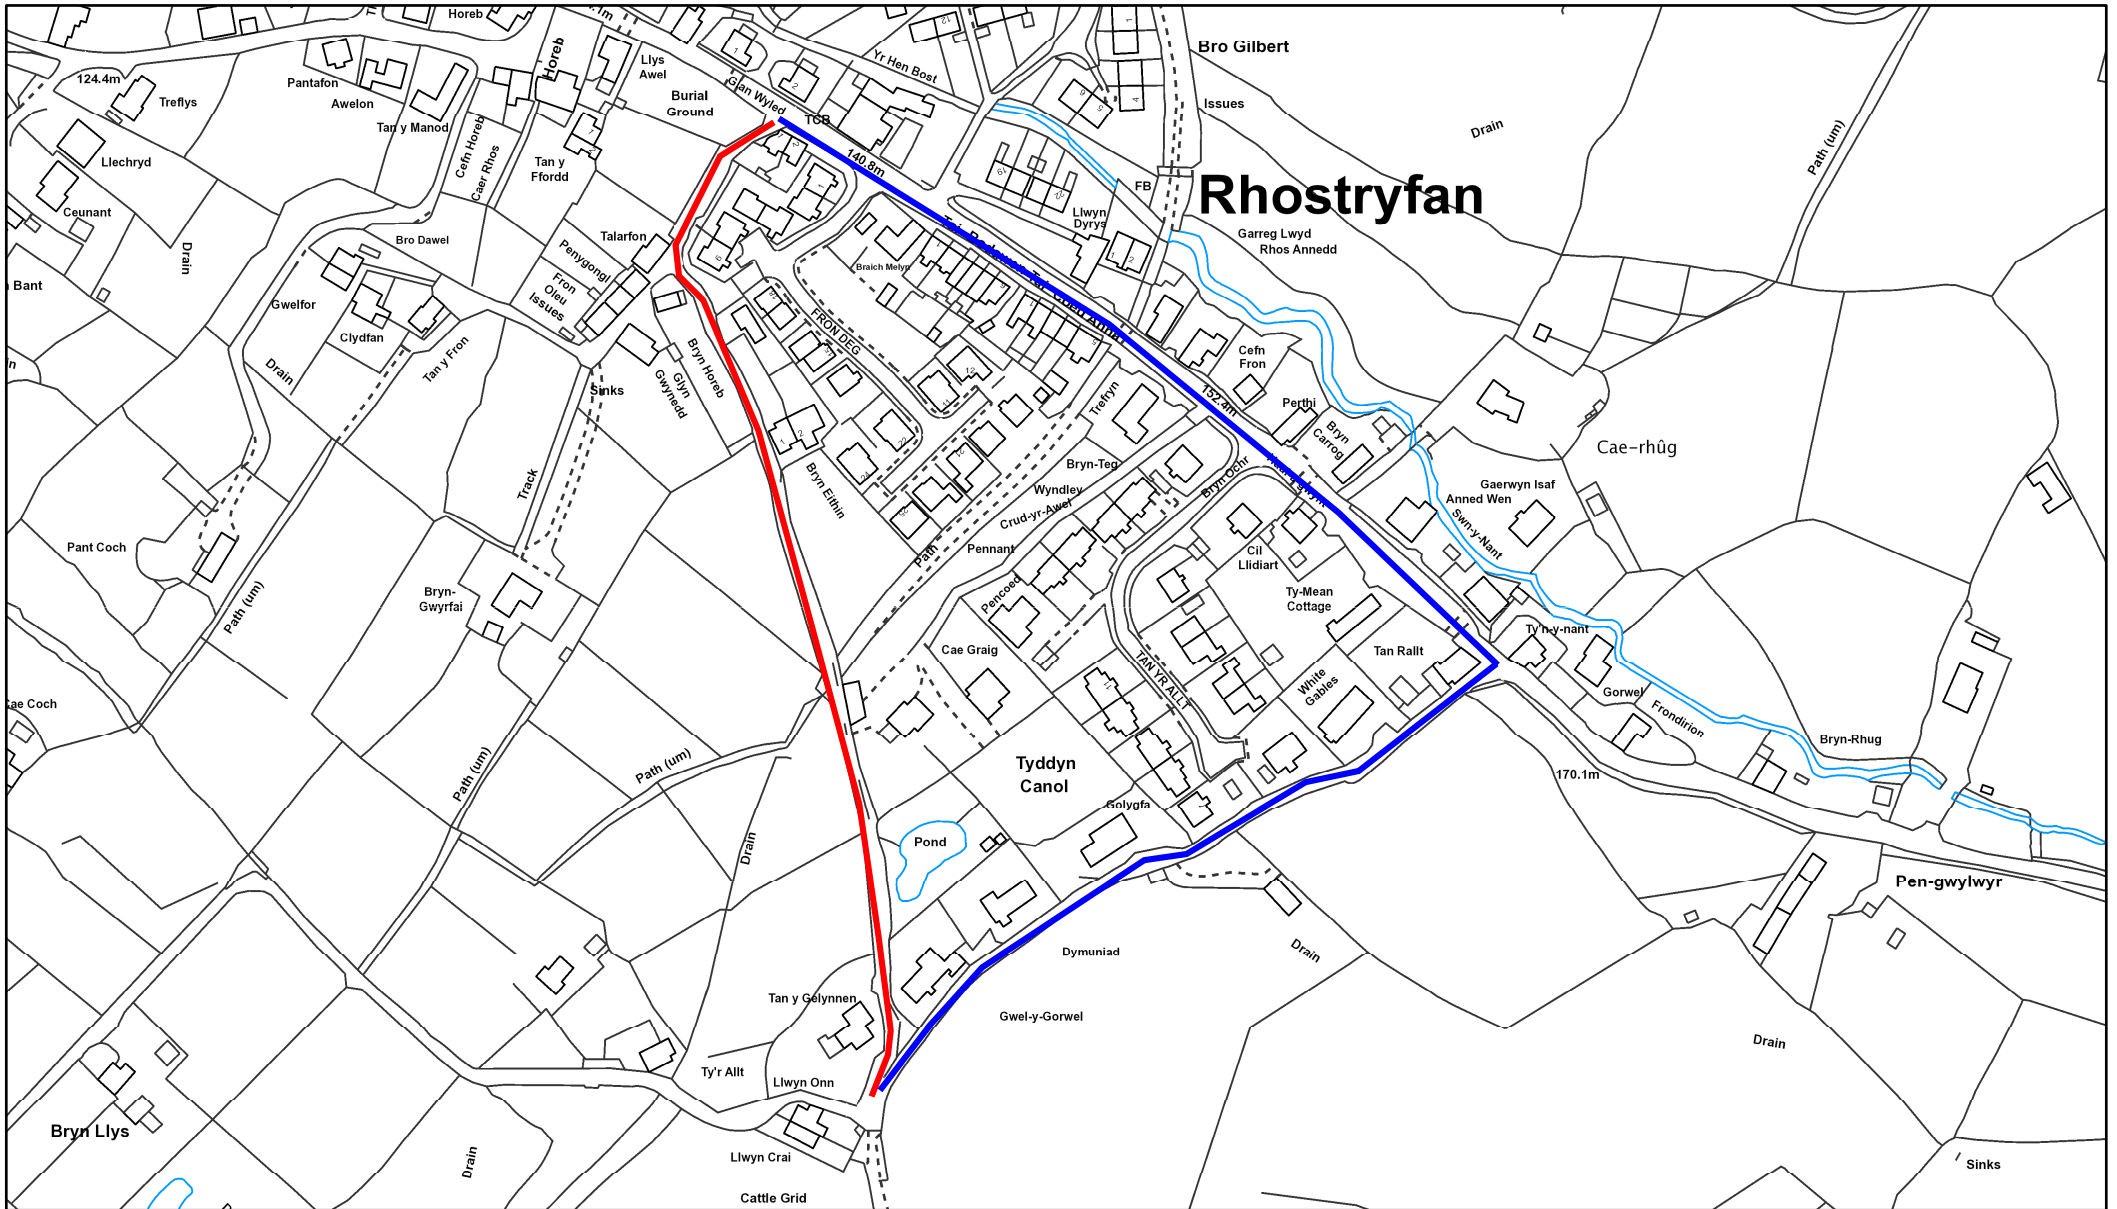 Horeb
Horeb
Llys
Awel
Burial
Ground
Glan Wyled
TCB
Yr Hen Bost
Bro Gilbert
Issues
Drain
Path (um)
124.4m
Treflys
Pantafon
Awelon
Tan y Manod
Cefn Horeb
Caer Rhos
Tan y
Ffordd
Llechryd
Ceunant
Drain
Bro Dawel
Talarfon
Penygongl
Fron
Oleu
Issues
140.8m
FB
Llwyn
Dyrys
Rhostryfan
Garreg Lwyd
Rhos Annedd
Braich Melyn
FRON DEG
Gwelfor
Clydfan
Drain
Tan y Fron
Sinks
Glyn
Gwynedd
Bryn Horeb
Cefn
Fron
152.4m
Perthi
Bryn
Carrog
Trefryn
Cae-rhûg
Bryn-Teg
Wyndley
Crud-yr-Awel
Pennant
Bryn Ochr
Gaerwyn Isaf
Anned Wen
Swn-y-Nant
Track
Bryn Eithin
Path
Pant Coch
Path (um)
Bryn-
Gwyrfai
Pencoed
Cil
Llidiart
Ty-Mean
Cottage
Ty'n-y-nant
Cae Graig
TAN YR ALLT
Tan Rallt
White
Gables
Gorwel
Frondirion
Bryn-Rhug
Cae Coch
Path (um)
Path (um)
Tyddyn
Canol
170.1m
Golygfa
Pond
Drain
Pen-gwylwyr
Dymuniad
Drain
Tan y Gelynnen
Gwel-y-Gorwel
Drain
Ty'r Allt
Llwyn Onn
Bryn Llys
Drain
Llwyn Crai
Cattle Grid
Sinks